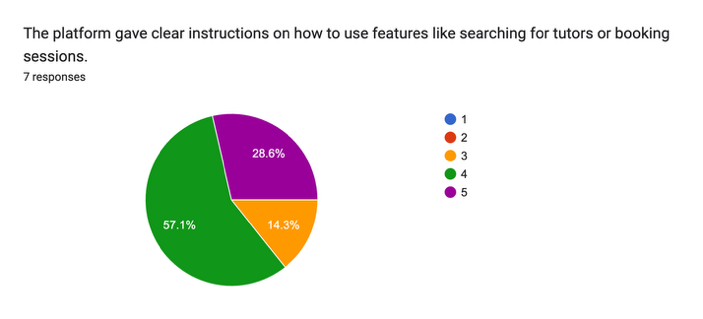 The platform gave clear instructions on how to use features like searching for tutors or booking
sessions.
7 responses
28.6%
57.1%
14.3%
1
2
3
4
5